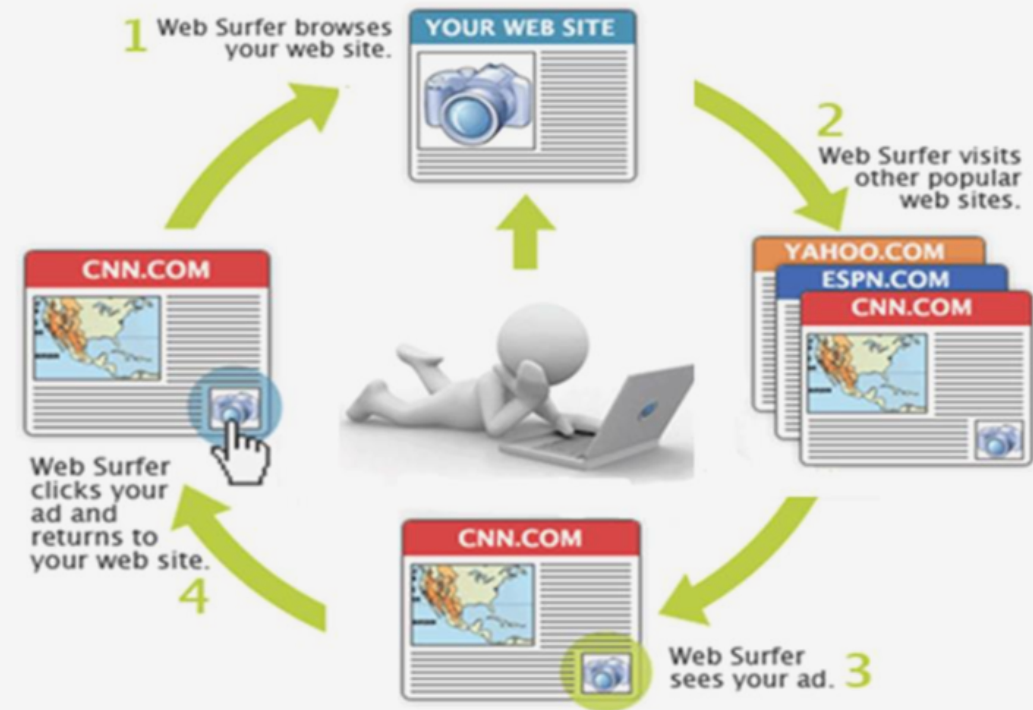 1
Web Surfer browses
your web site.
YOUR WEB SITE
2
Web Surfer visits
other popular
web sites.
YAHOO.COM
ESPN.COM
CNN.COM
CNN.COM
Web Surfer
sees your ad.
3
CNN.COM
Web Surfer
clicks your
ad and
returns to
your web site.
4